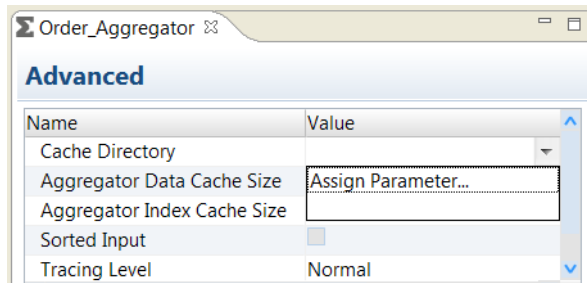 Order_Aggregator
Advanced
Name Value
Cache Directory
Aggregator Data Cache Size Assign Parameter...
Aggregator Index Cache Size
Sorted Input
Tracing Level Normal